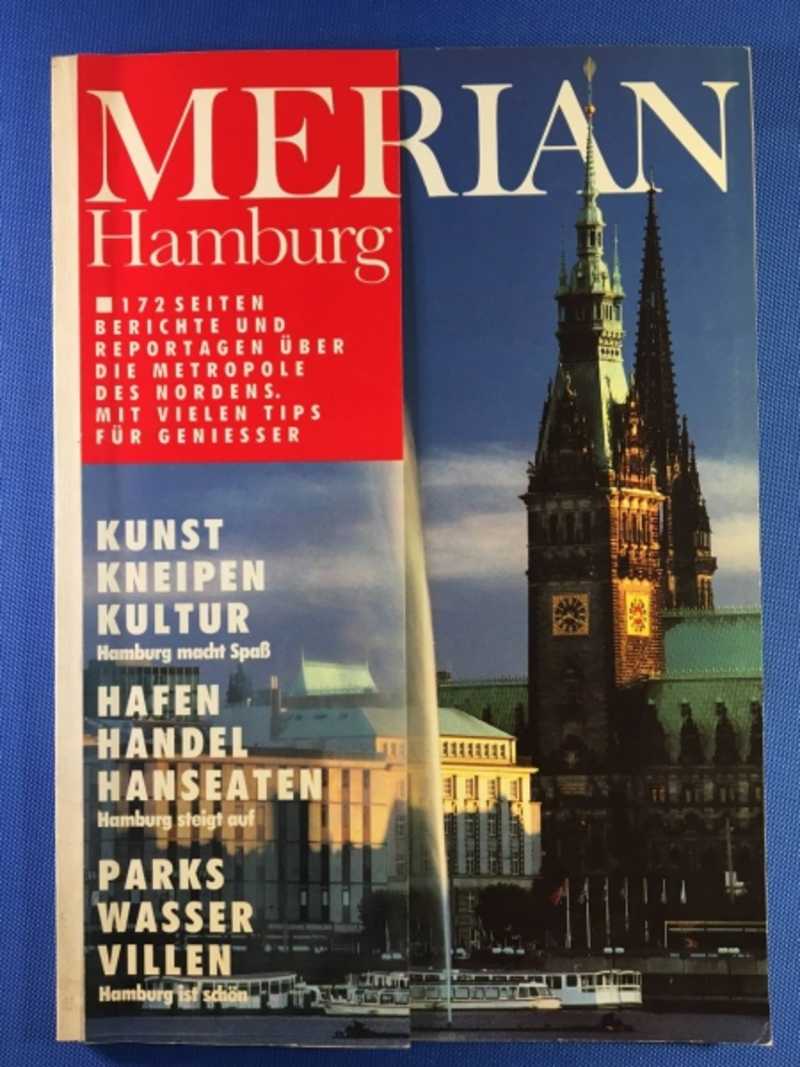 MERIAN
Hamburg
■172 SEITEN
BERICHTE UND
REPORTAGEN ÜBER
DIE METROPOLE
DES NORDENS.
MIT VIELEN TIPS
FÜR GENIESSER
KUNST
KNEIPEN
KULTUR
Hamburg macht Spaß
HAFEN
HANDEL
HANSEATEN
Hamburg steigt auf
PARKS
WASSER
VILLEN
Hamburg ist schön